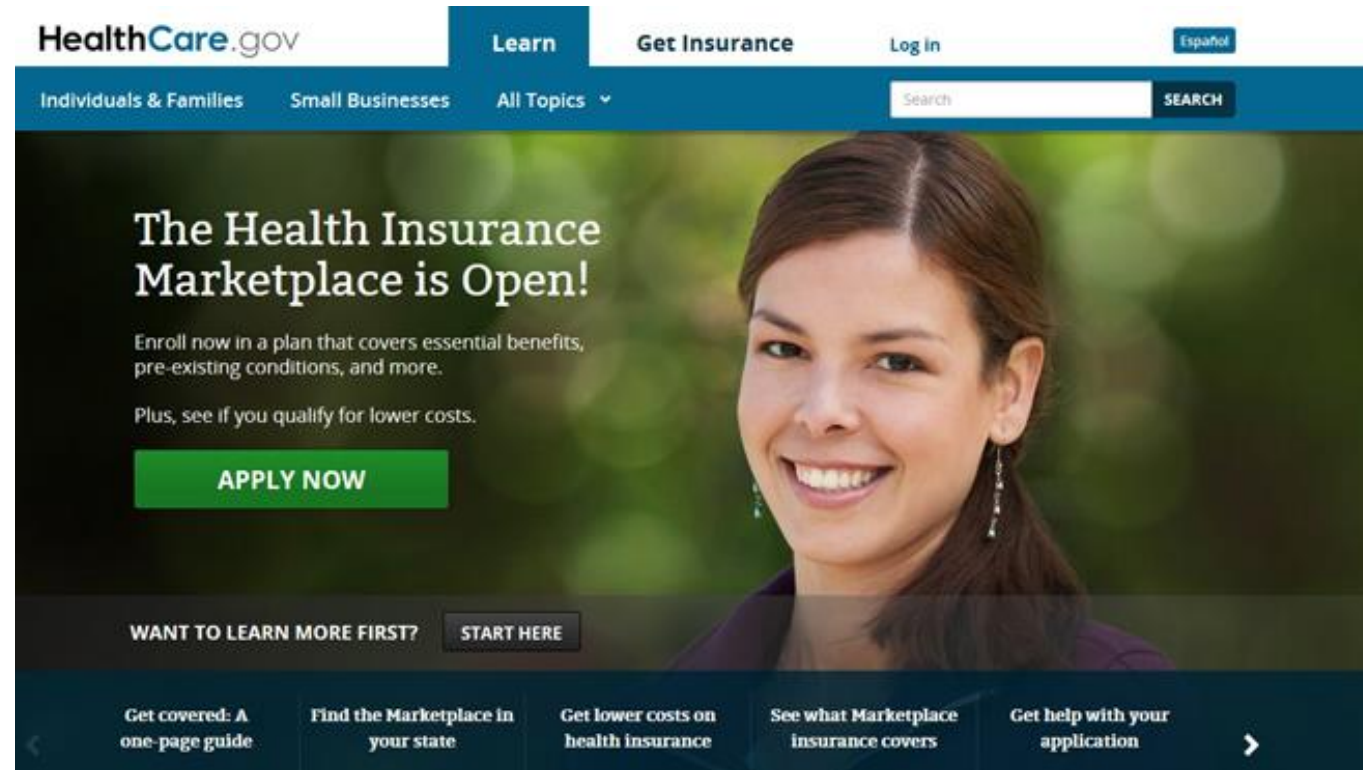 HealthCare.gov
Learn
Get Insurance
Log in
Español
Individuals & Families
Small Businesses
All Topics
Search
SEARCH
The Health Insurance
Marketplace is Open!
Enroll now in a plan that covers essential benefits,
pre-existing conditions, and more.
Plus, see if you qualify for lower costs.
APPLY NOW
WANT TO LEARN MORE FIRST?
START HERE
Get covered: A
one-page guide
Find the Marketplace in
your state
Get lower costs on
health insurance
See what Marketplace
insurance covers
Get help with your
application